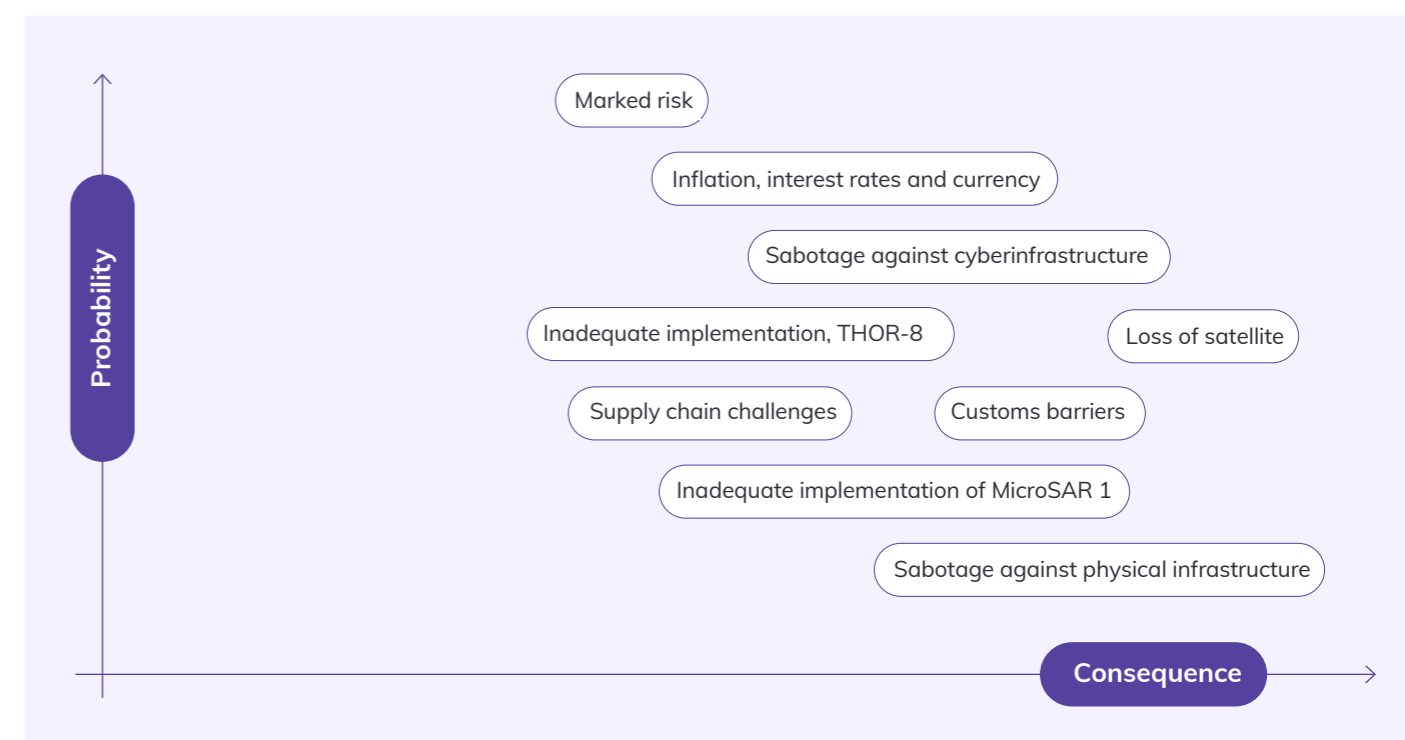 Marked risk
Inflation, interest rates and currency
Sabotage against cyberinfrastructure
Probability
Inadequate implementation, THOR-8
Loss of satellite
Supply chain challenges
Customs barriers
Inadequate implementation of MicroSAR 1
Sabotage against physical infrastructure
Consequence